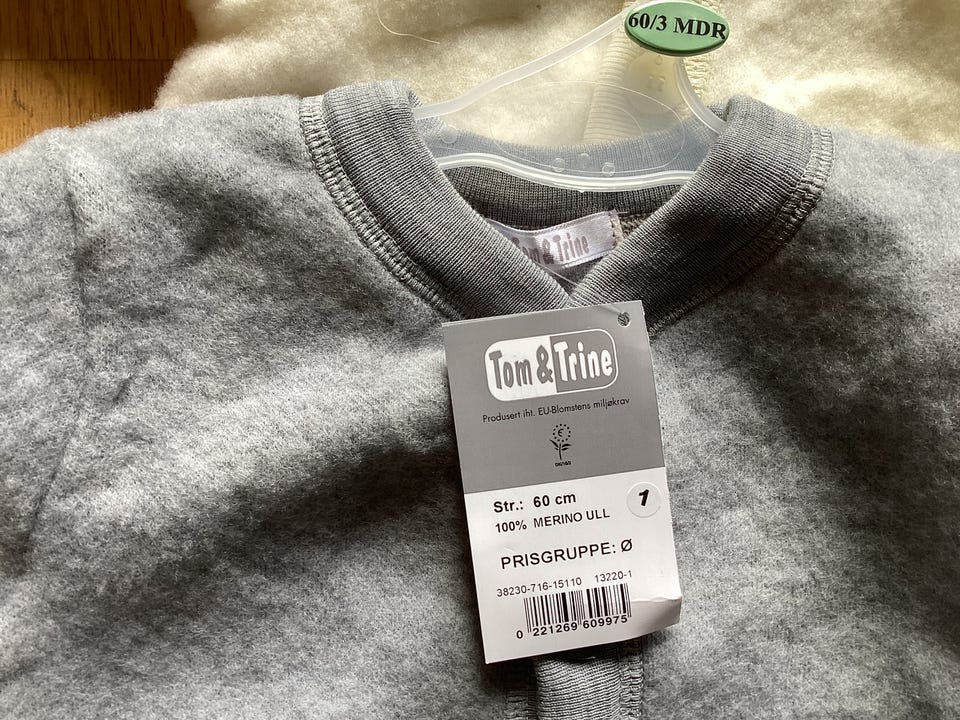 60/3 MDR
Tom & Trine
Tom & Trine
Produsert iht. EU-Blomstens miljøkrav
Str.: 60 cm
1
100% MERINO ULL
PRISGRUPPE: Ø
38230-716-15110 13220-1
0 221269 609975